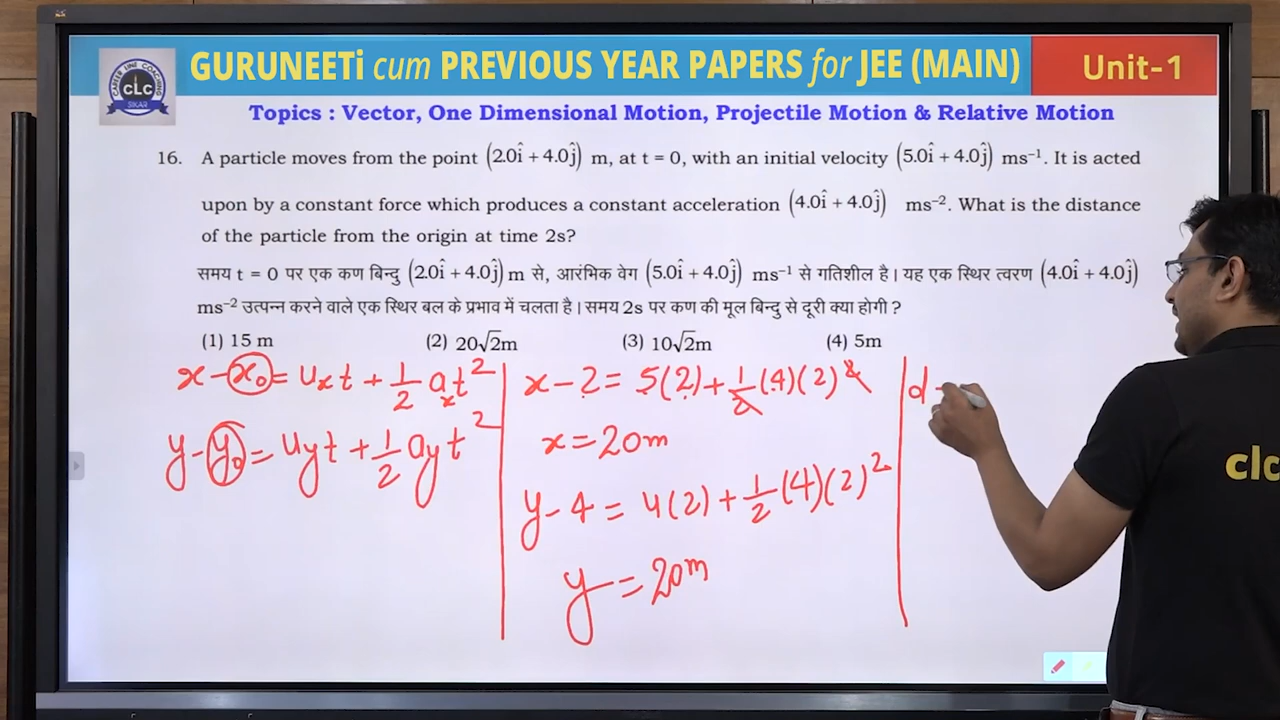 GURUNEETi cum PREVIOUS YEAR PAPERS for JEE (MAIN)
Unit-1
CAREER LINE COACHING
CLC
SIKAR
Topics : Vector, One Dimensional Motion, Projectile Motion & Relative Motion
16. A particle moves from the point (2.0î + 4.0ĵ) m, at t = 0, with an initial velocity (5.0î + 4.0ĵ) ms⁻¹. It is acted
upon by a constant force which produces a constant acceleration (4.0î + 4.0ĵ) ms⁻². What is the distance
of the particle from the origin at time 2s?
समय t = 0 पर एक कण बिन्दु (2.0î + 4.0ĵ) m से, आरंभिक वेग (5.0î + 4.0ĵ) ms⁻¹ से गतिशील है। यह एक स्थिर त्वरण (4.0î + 4.0ĵ)
ms⁻² उत्पन्न करने वाले एक स्थिर बल के प्रभाव में चलता है। समय 2s पर कण की मूल बिन्दु से दूरी क्या होगी ?
(1) 15 m (2) 20√2m (3) 10√2m (4) 5m
x - x₀ = uₓt + 1/2 aₓt²
y - y₀ = uyt + 1/2 ayt²
x - 2 = 5(2) + 1/2 (4)(2)²
x = 20m
y - 4 = 4(2) + 1/2 (4)(2)²
y = 20m
d
clc